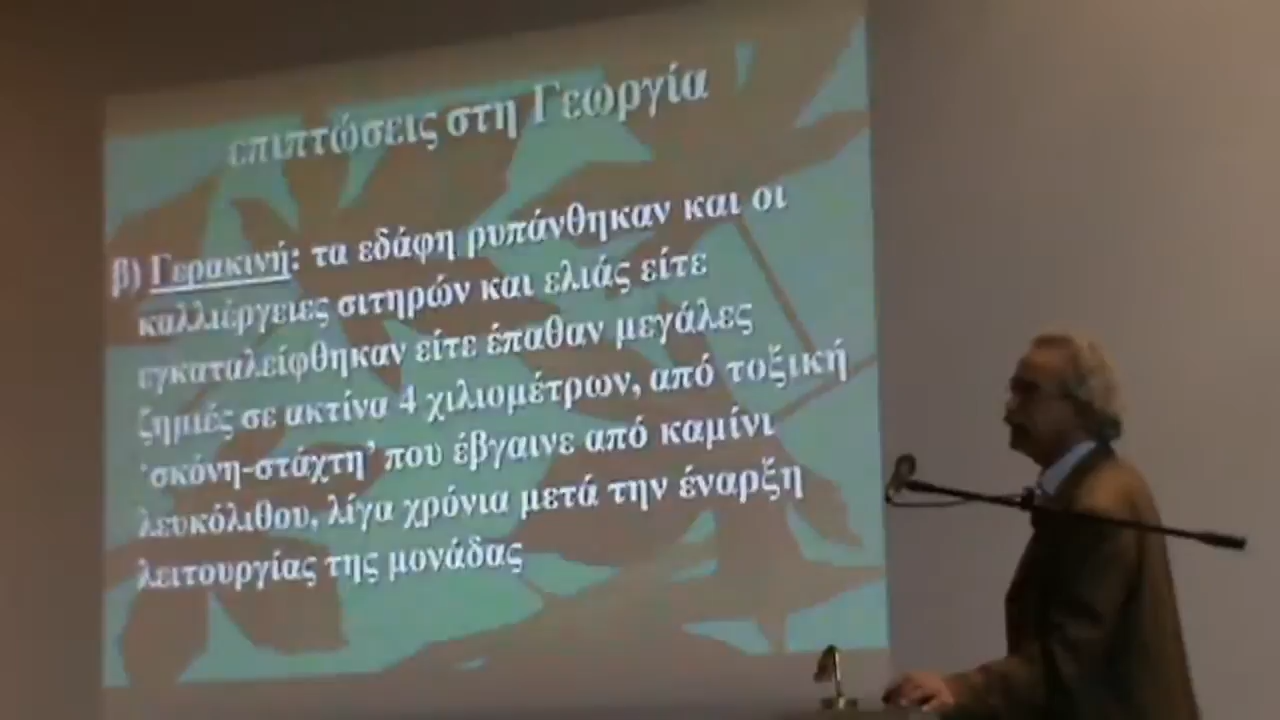 επιπτώσεις στη Γεωργία
β) Γερακινή: τα εδάφη ρυπάνθηκαν και οι
καλλιέργειες σιτηρών και ελιάς είτε
εγκαταλείφθηκαν είτε έπαθαν μεγάλες
ζημιές σε ακτίνα 4 χιλιομέτρων, από τοξική
‘σκόνη-στάχτη’ που έβγαινε από καμίνι
λευκόλιθου, λίγα χρόνια μετά την έναρξη
λειτουργίας της μονάδας